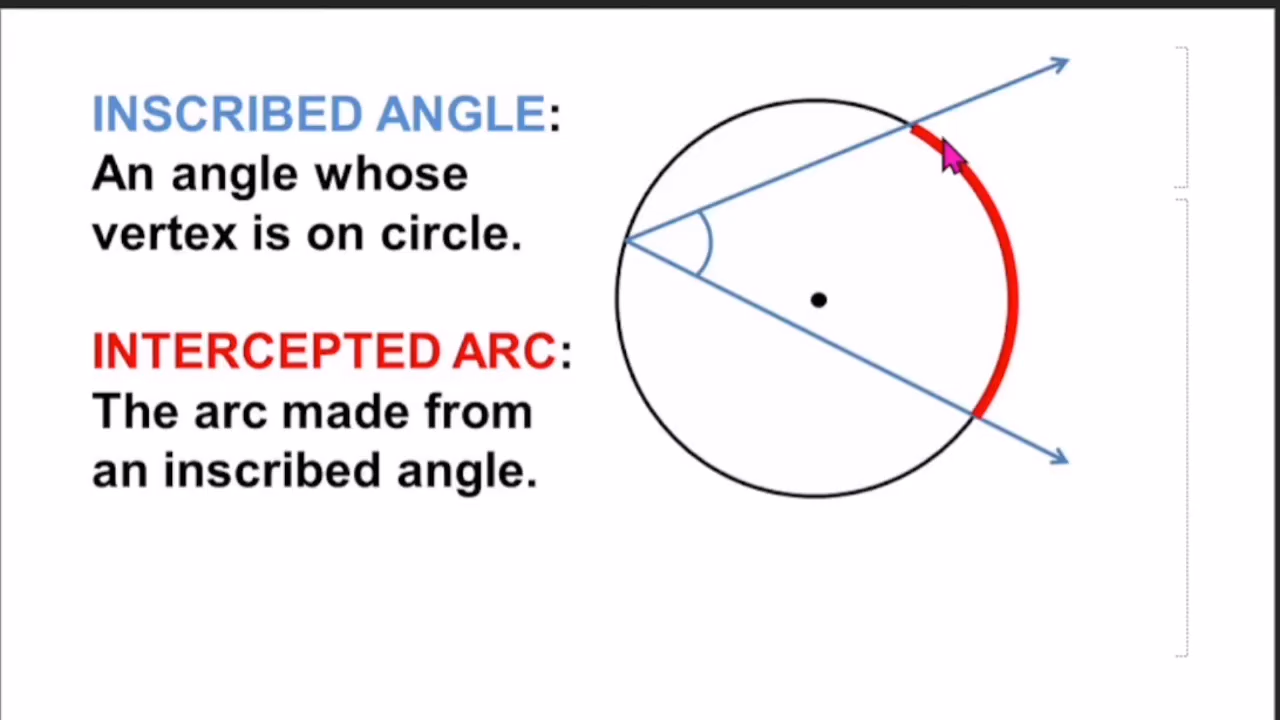 INSCRIBED ANGLE:
An angle whose
vertex is on circle.
INTERCEPTED ARC:
The arc made from
an inscribed angle.